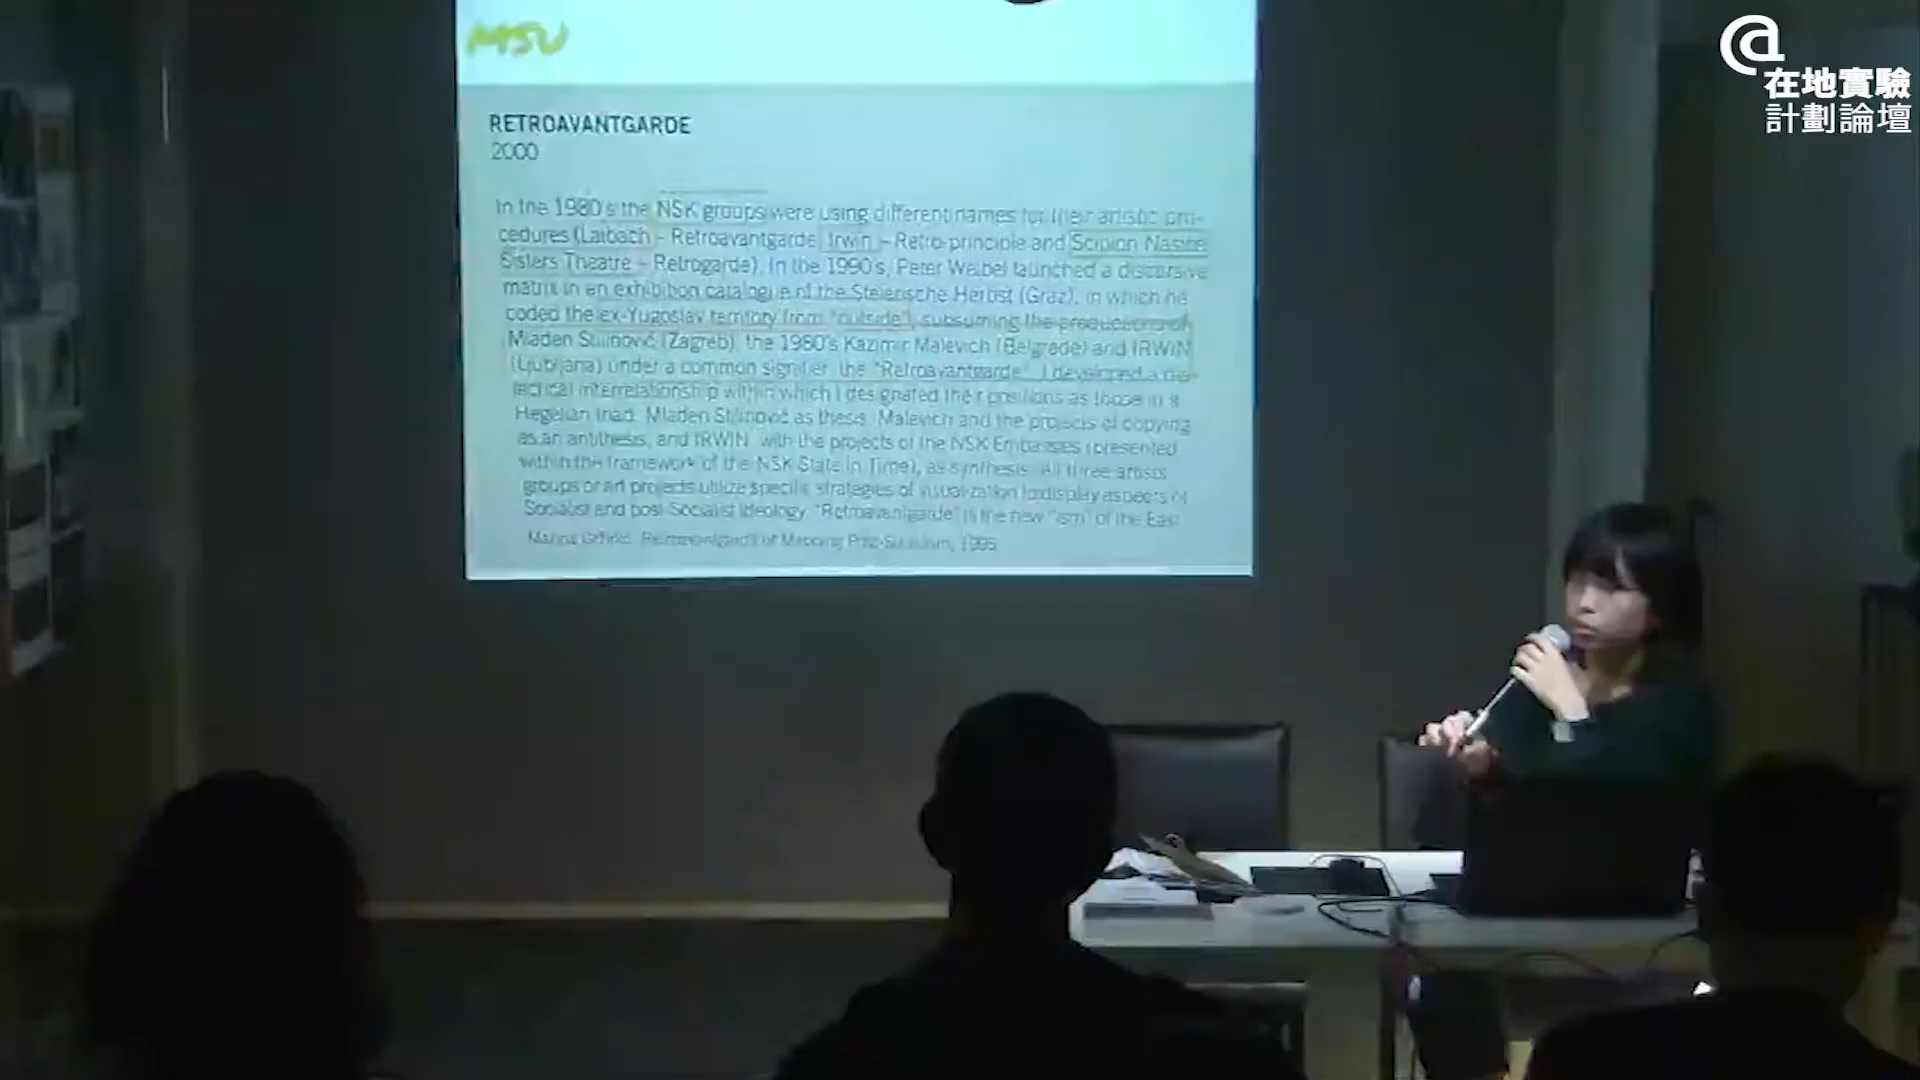 MSU
@
在地實驗
計劃論壇
RETROAVANTGARDE
2000
In the 1980's the NSK groups were using different names for their artistic pro-
cedures (Laibach - Retroavantgarde, Irwin - Retro-principle and Scipion Nasice
Sisters Theatre - Retrogarde). In the 1990's, Peter Weibel launched a discursive
matrix in an exhibition catalogue of the Steierische Herbst (Graz), in which he
coded the ex-Yugoslav territory from "outside", subsuming the productions of
Mladen Stilinović (Zagreb), the 1980's Kazimir Malevich (Belgrade) and IRWIN
(Ljubljana) under a common signifier: the "Retroavantgarde". I developed a dia-
lectical interrelationship within which I designated their positions as those in a
Hegelian triad: Mladen Stilinović as thesis, Malevich and the projects of copying
as an antithesis, and IRWIN, with the projects of the NSK Embassies (presented
within the framework of the NSK State in Time), as synthesis. All three artists
groups or art projects utilize specific strategies of visualization to display aspects of
Socialist and post-Socialist ideology. "Retroavantgarde" is the new "ism" of the East.
Marina Gržinić, Mapping Post-Socialism, 1996